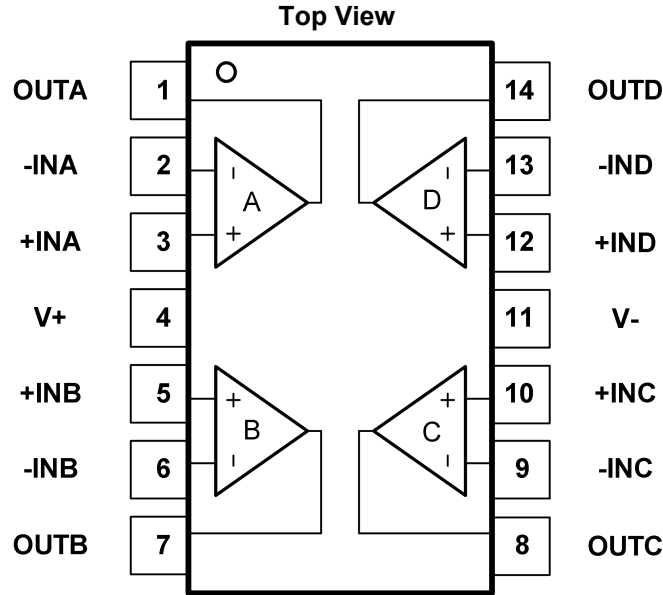 Top View
OUTA 1 14 OUTD
-INA 2 - - 13 -IND
A D
+INA 3 + + 12 +IND
V+ 4 11 V-
+INB 5 + + 10 +INC
B C
-INB 6 - - 9 -INC
OUTB 7 8 OUTC